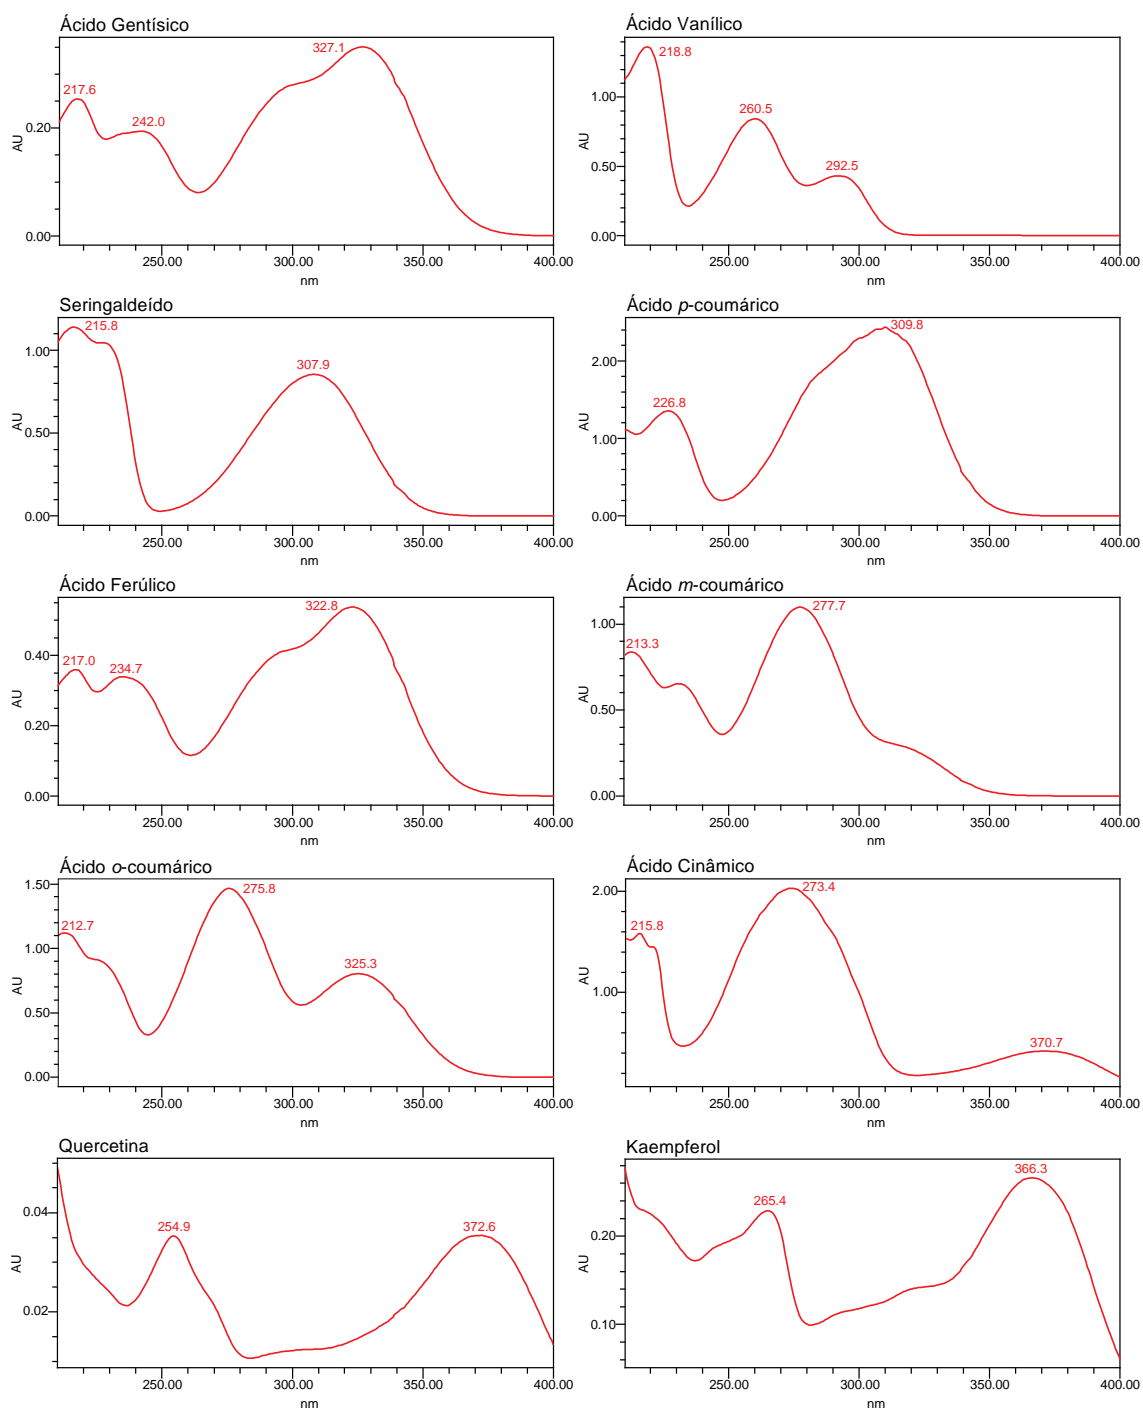 Ácido Gentísico
217.6
242.0
327.1
0.20
0.00
AU
250.00 300.00 350.00 400.00
nm
Ácido Vanílico
218.8
260.5
292.5
1.00
0.50
0.00
AU
250.00 300.00 350.00 400.00
nm
Seringaldeído
215.8
307.9
1.00
0.50
0.00
AU
250.00 300.00 350.00 400.00
nm
Ácido p-coumárico
226.8
309.8
2.00
1.00
0.00
AU
250.00 300.00 350.00 400.00
nm
Ácido Ferúlico
217.0
234.7
322.8
0.40
0.20
0.00
AU
250.00 300.00 350.00 400.00
nm
Ácido m-coumárico
213.3
277.7
1.00
0.50
0.00
AU
250.00 300.00 350.00 400.00
nm
Ácido o-coumárico
212.7
275.8
325.3
1.50
1.00
0.50
0.00
AU
250.00 300.00 350.00 400.00
nm
Ácido Cinâmico
215.8
273.4
370.7
2.00
1.00
AU
250.00 300.00 350.00 400.00
nm
Quercetina
254.9
372.6
0.04
0.02
AU
250.00 300.00 350.00 400.00
nm
Kaempferol
265.4
366.3
0.20
0.10
AU
250.00 300.00 350.00 400.00
nm